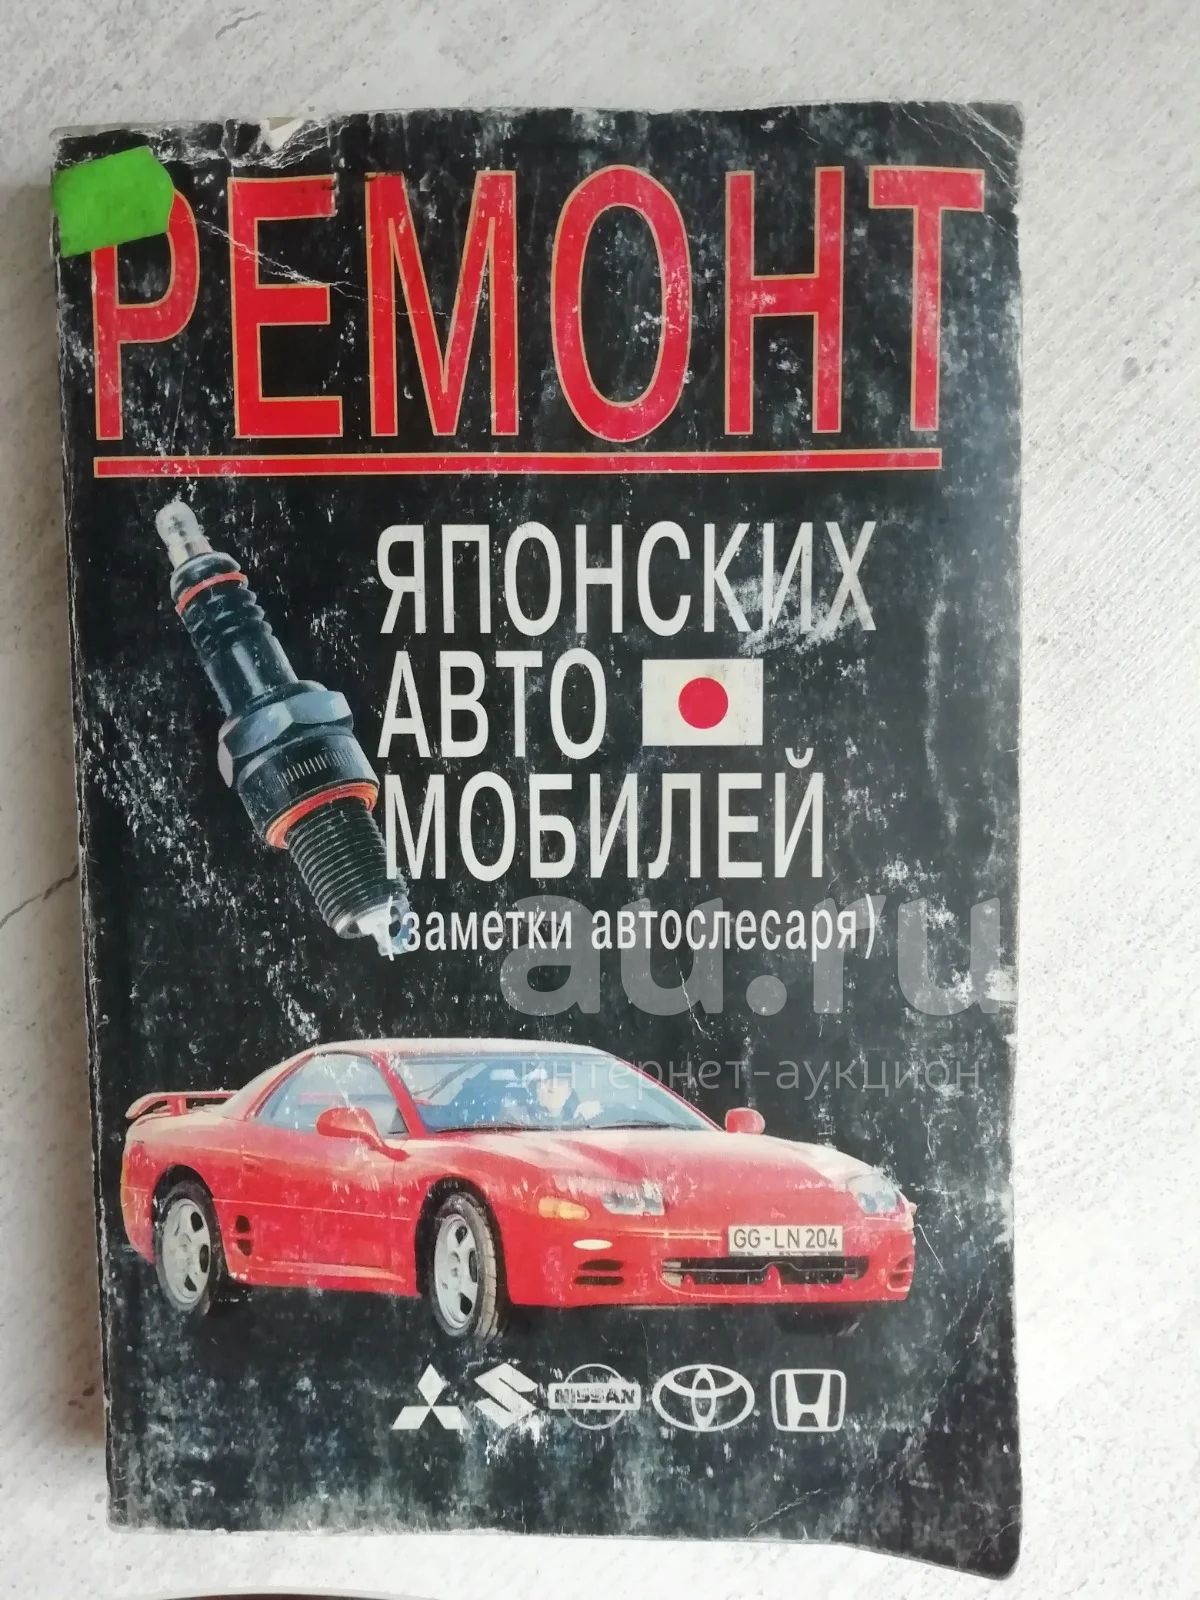 РЕМОНТ
ЯПОНСКИХ
АВТО
МОБИЛЕЙ
(заметки автослесаря)
au.ru
интернет-аукцион
GG-LN 204
NISSAN